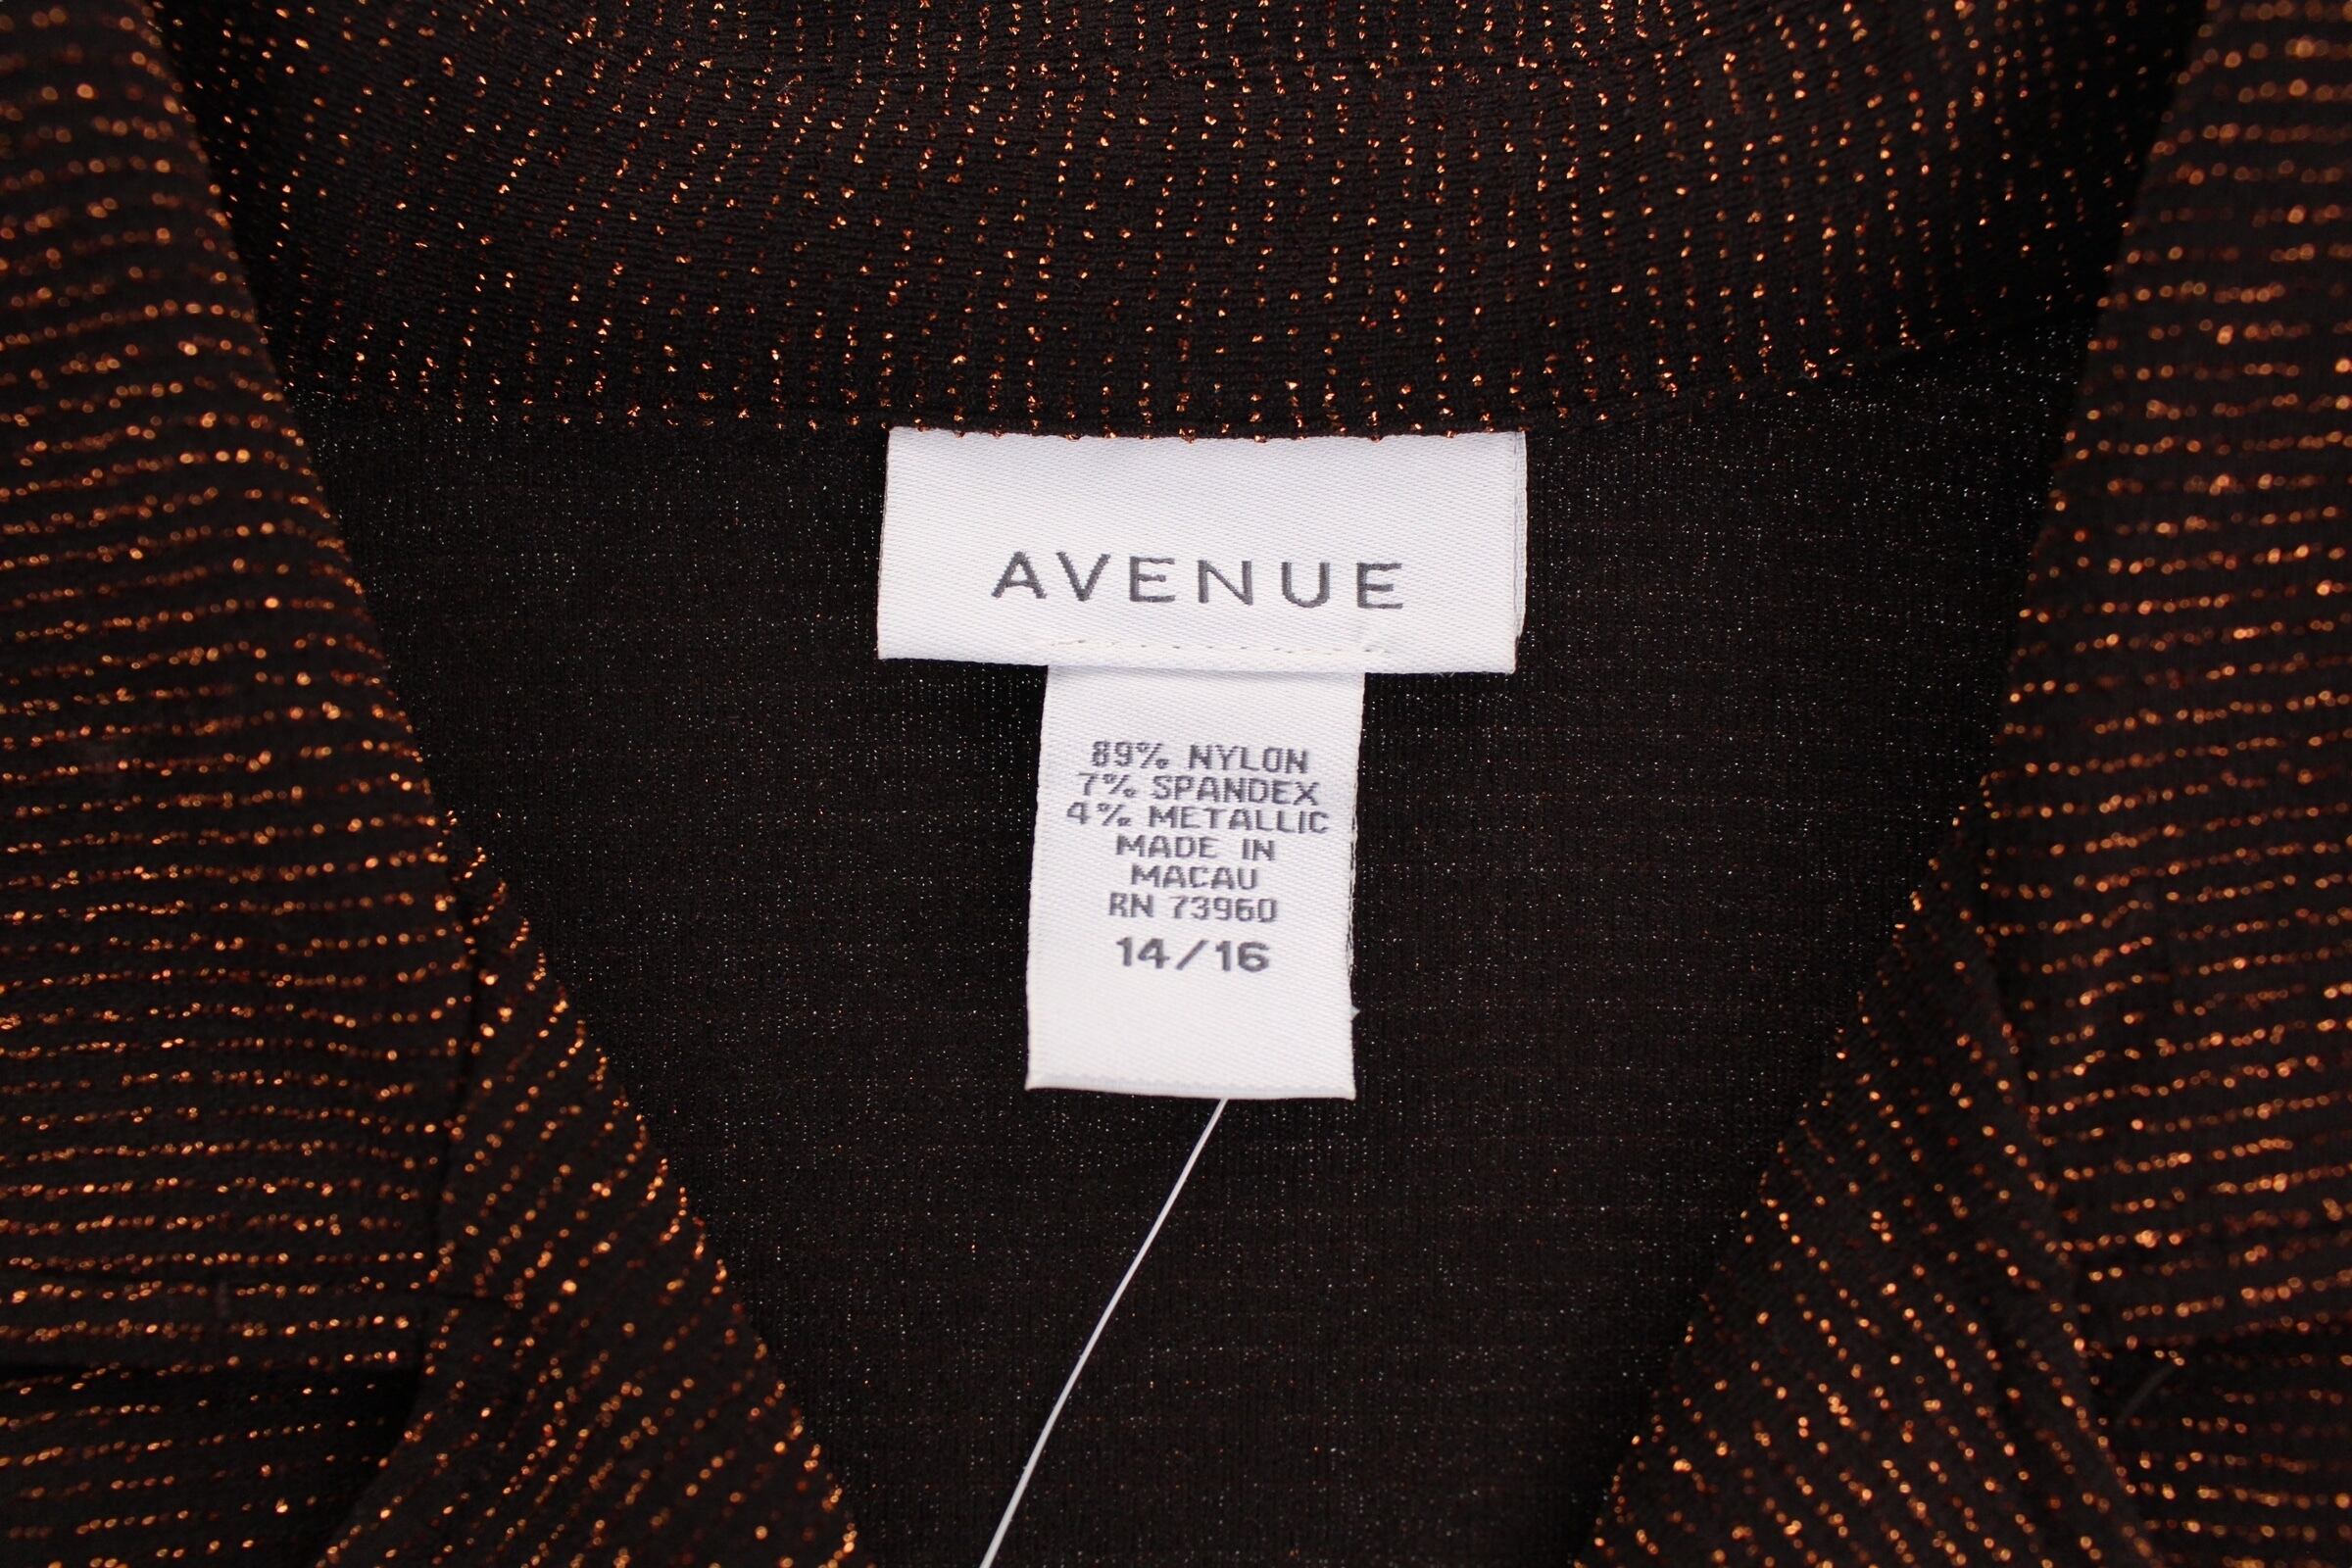 AVENUE
89% NYLON
7% SPANDEX
4% METALLIC
MADE IN
MACAU
RN 73960
14/16